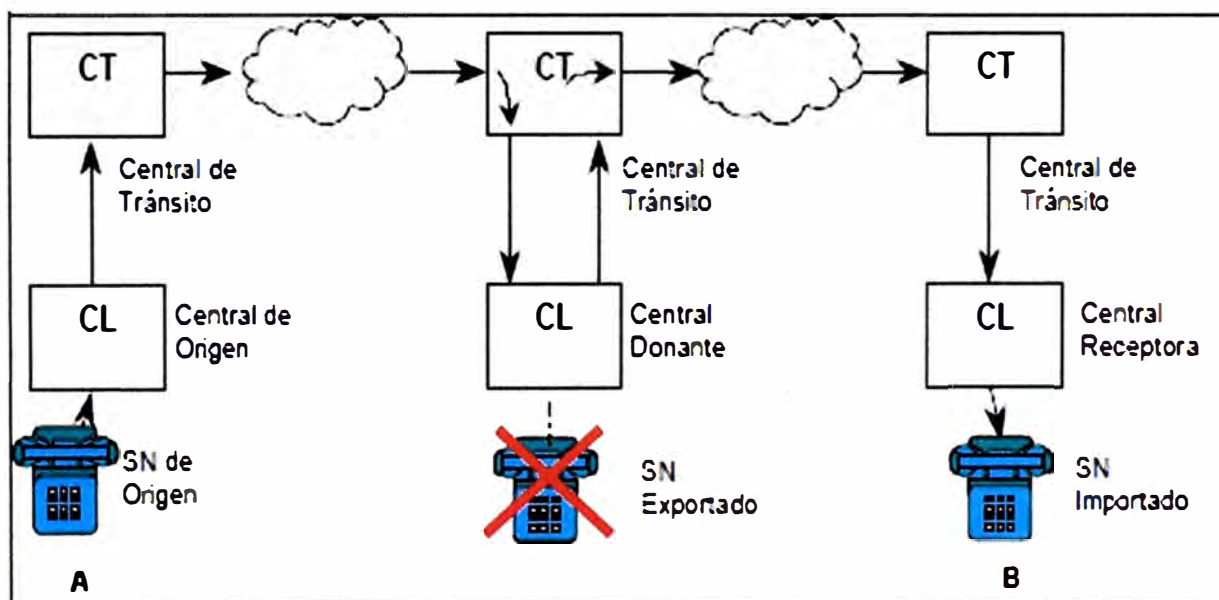 CT
CT
CT
Central de
Tránsito
Central de
Tránsito
Central de
Tránsito
CL
Central de
Origen
CL
Central
Donante
CL
Central
Receptora
SN de
Origen
SN
Exportado
SN
Importado
A
B